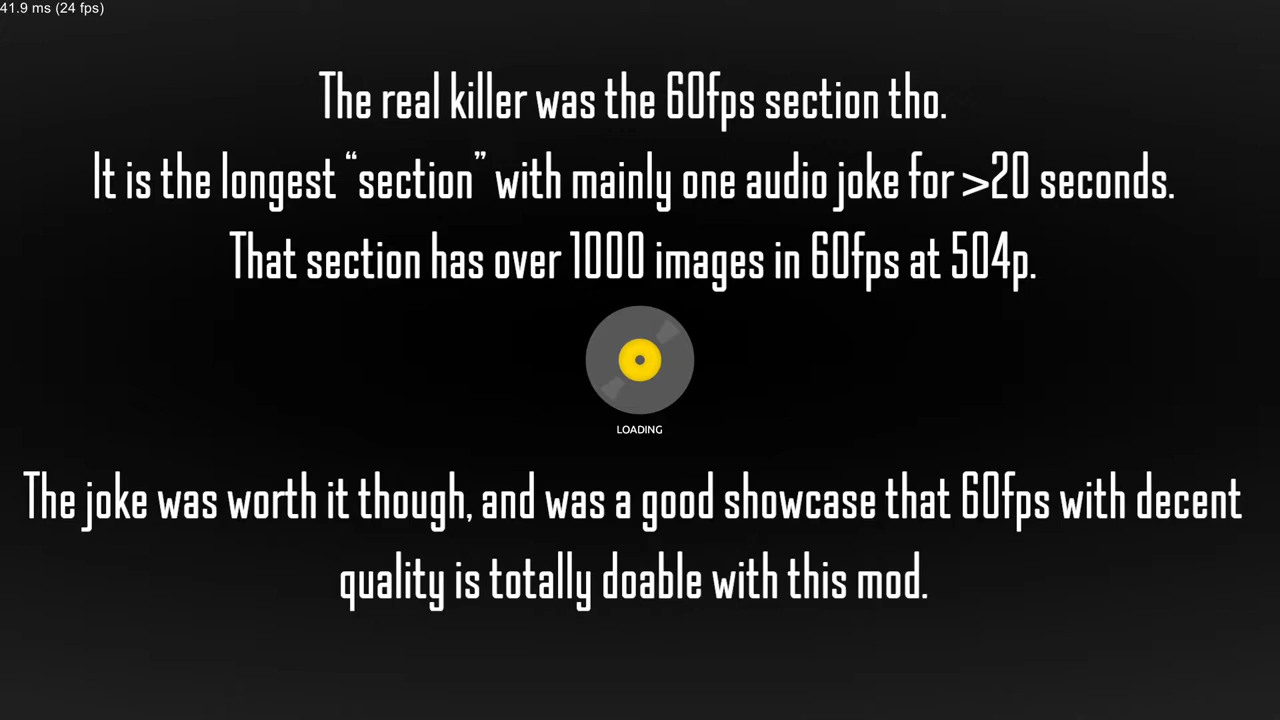 41.9 ms (24 fps)
The real killer was the 60fps section tho.
It is the longest “section” with mainly one audio joke for >20 seconds.
That section has over 1000 images in 60fps at 504p.
LOADING
The joke was worth it though, and was a good showcase that 60fps with decent
quality is totally doable with this mod.